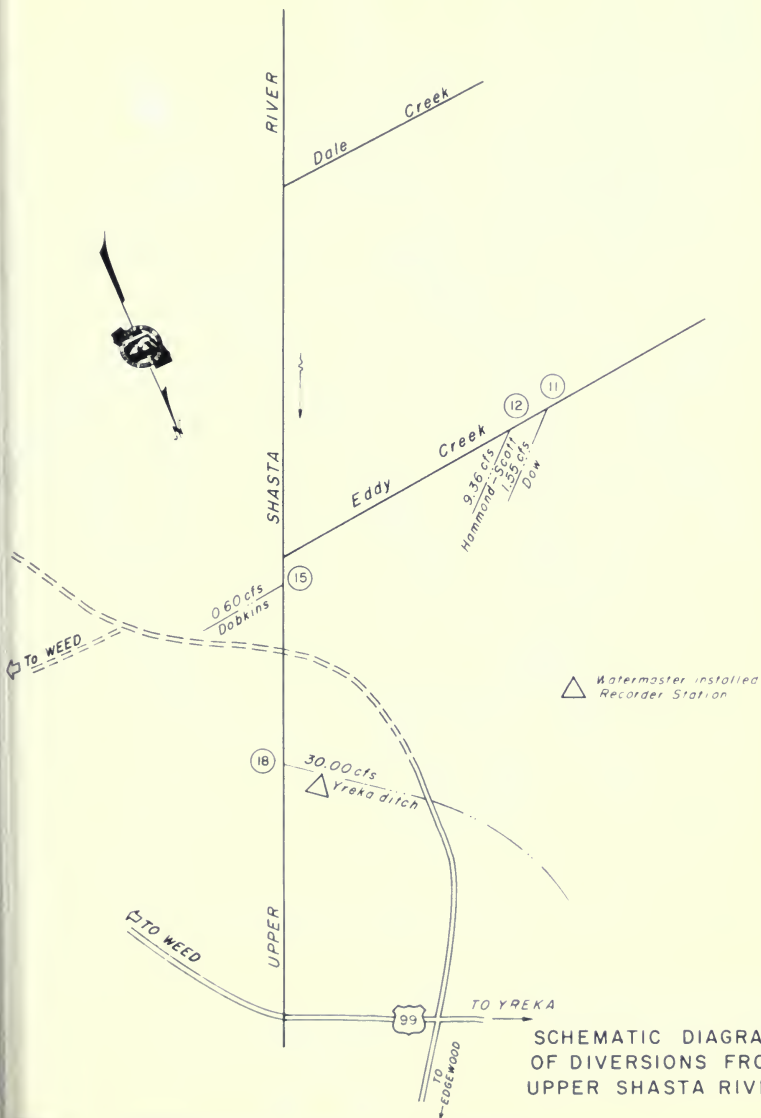 RIVER
Dale Creek
SHASTA
Eddy Creek
12
11
9.36 cfs
Hammond-Scott
1.55 cfs
Dow
15
0.60 cfs
Dobkins
TO WEED
Watermaster installed
Recorder Station
18
30.00 cfs
Yreka ditch
UPPER
TO WEED
99
TO YREKA
TO
EDGEWOOD
SCHEMATIC DIAGRA
OF DIVERSIONS FRO
UPPER SHASTA RIVI